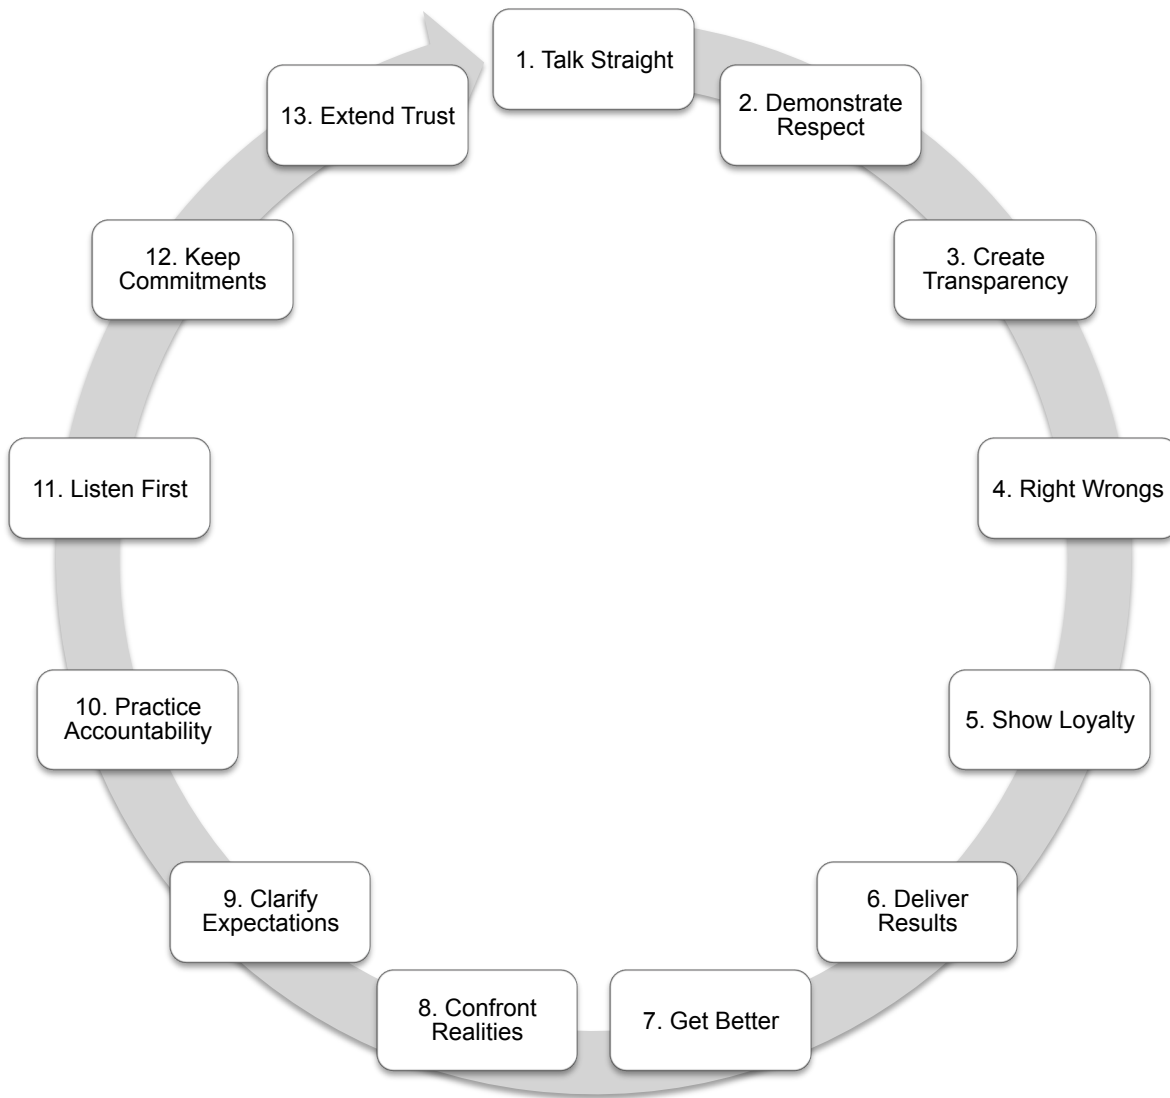 1. Talk Straight
2. Demonstrate
Respect
3. Create
Transparency
4. Right Wrongs
5. Show Loyalty
6. Deliver
Results
7. Get Better
8. Confront
Realities
9. Clarify
Expectations
10. Practice
Accountability
11. Listen First
12. Keep
Commitments
13. Extend Trust